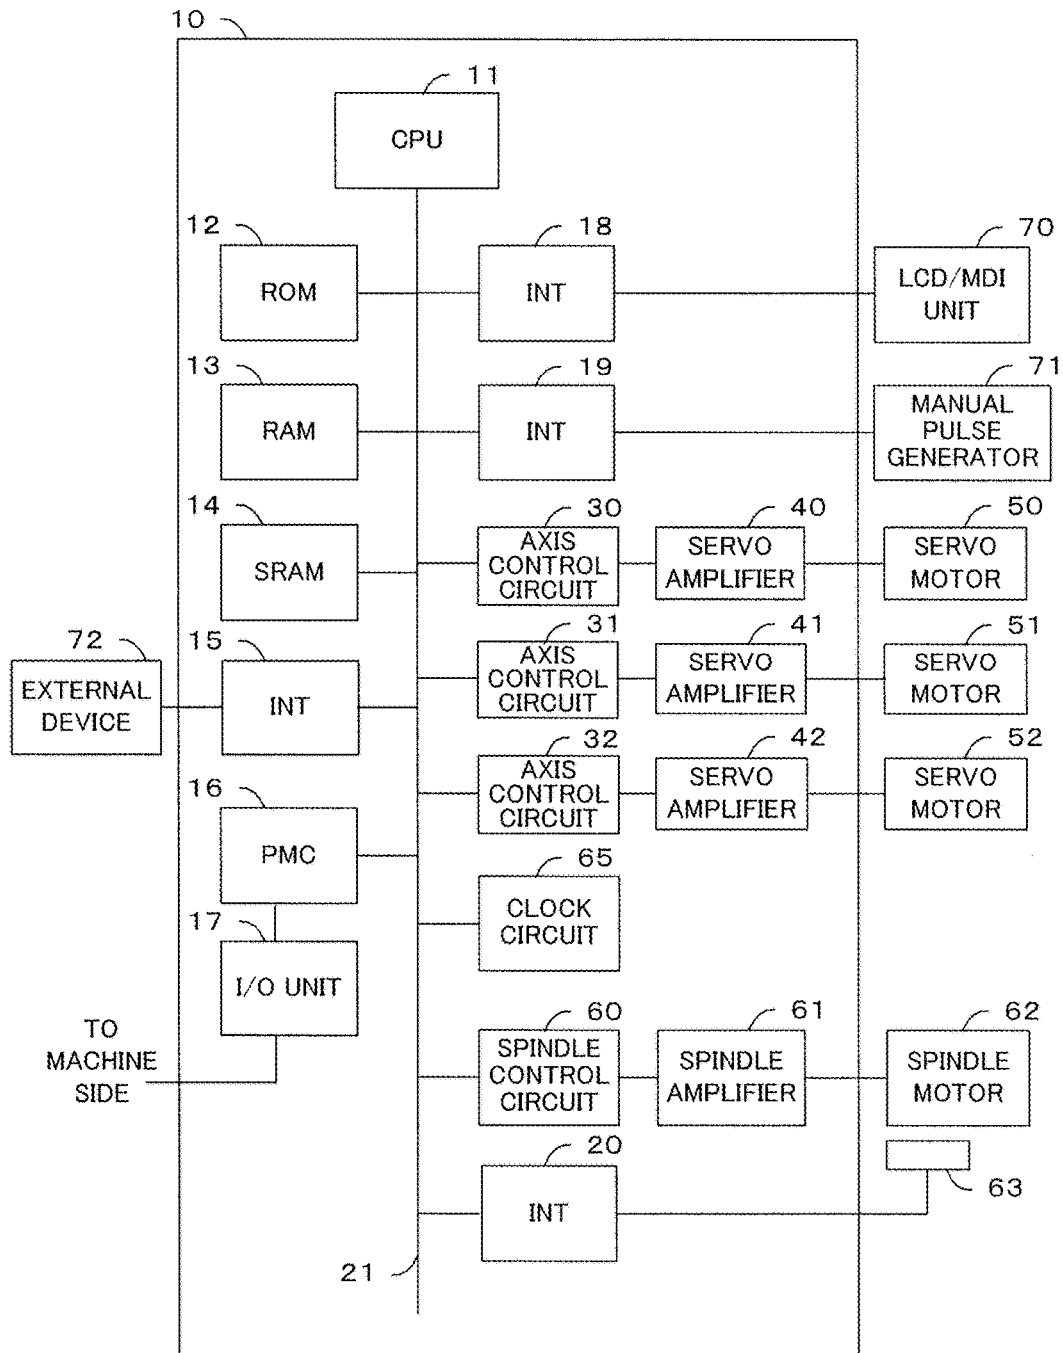 10
11
CPU
12
ROM
18
INT
70
LCD/MDI
UNIT
13
RAM
19
INT
71
MANUAL
PULSE
GENERATOR
14
SRAM
30
AXIS
CONTROL
CIRCUIT
40
SERVO
AMPLIFIER
50
SERVO
MOTOR
72
EXTERNAL
DEVICE
15
INT
31
AXIS
CONTROL
CIRCUIT
41
SERVO
AMPLIFIER
51
SERVO
MOTOR
16
PMC
32
AXIS
CONTROL
CIRCUIT
42
SERVO
AMPLIFIER
52
SERVO
MOTOR
65
CLOCK
CIRCUIT
17
I/O UNIT
TO
MACHINE
SIDE
60
SPINDLE
CONTROL
CIRCUIT
61
SPINDLE
AMPLIFIER
62
SPINDLE
MOTOR
20
INT
63
21